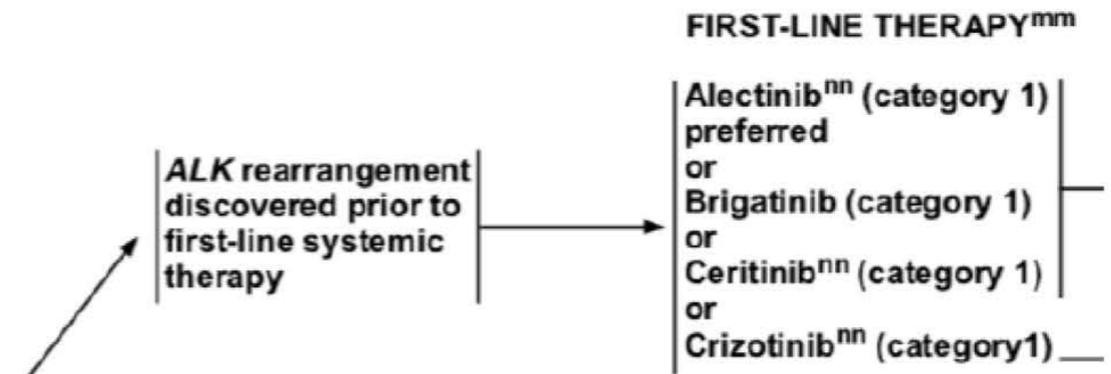 FIRST-LINE THERAPYmm
ALK rearrangement
discovered prior to
first-line systemic
therapy
Alectinibnn (category 1)
preferred
or
Brigatinib (category 1)
or
Ceritinibnn (category 1)
or
Crizotinibnn (category1)